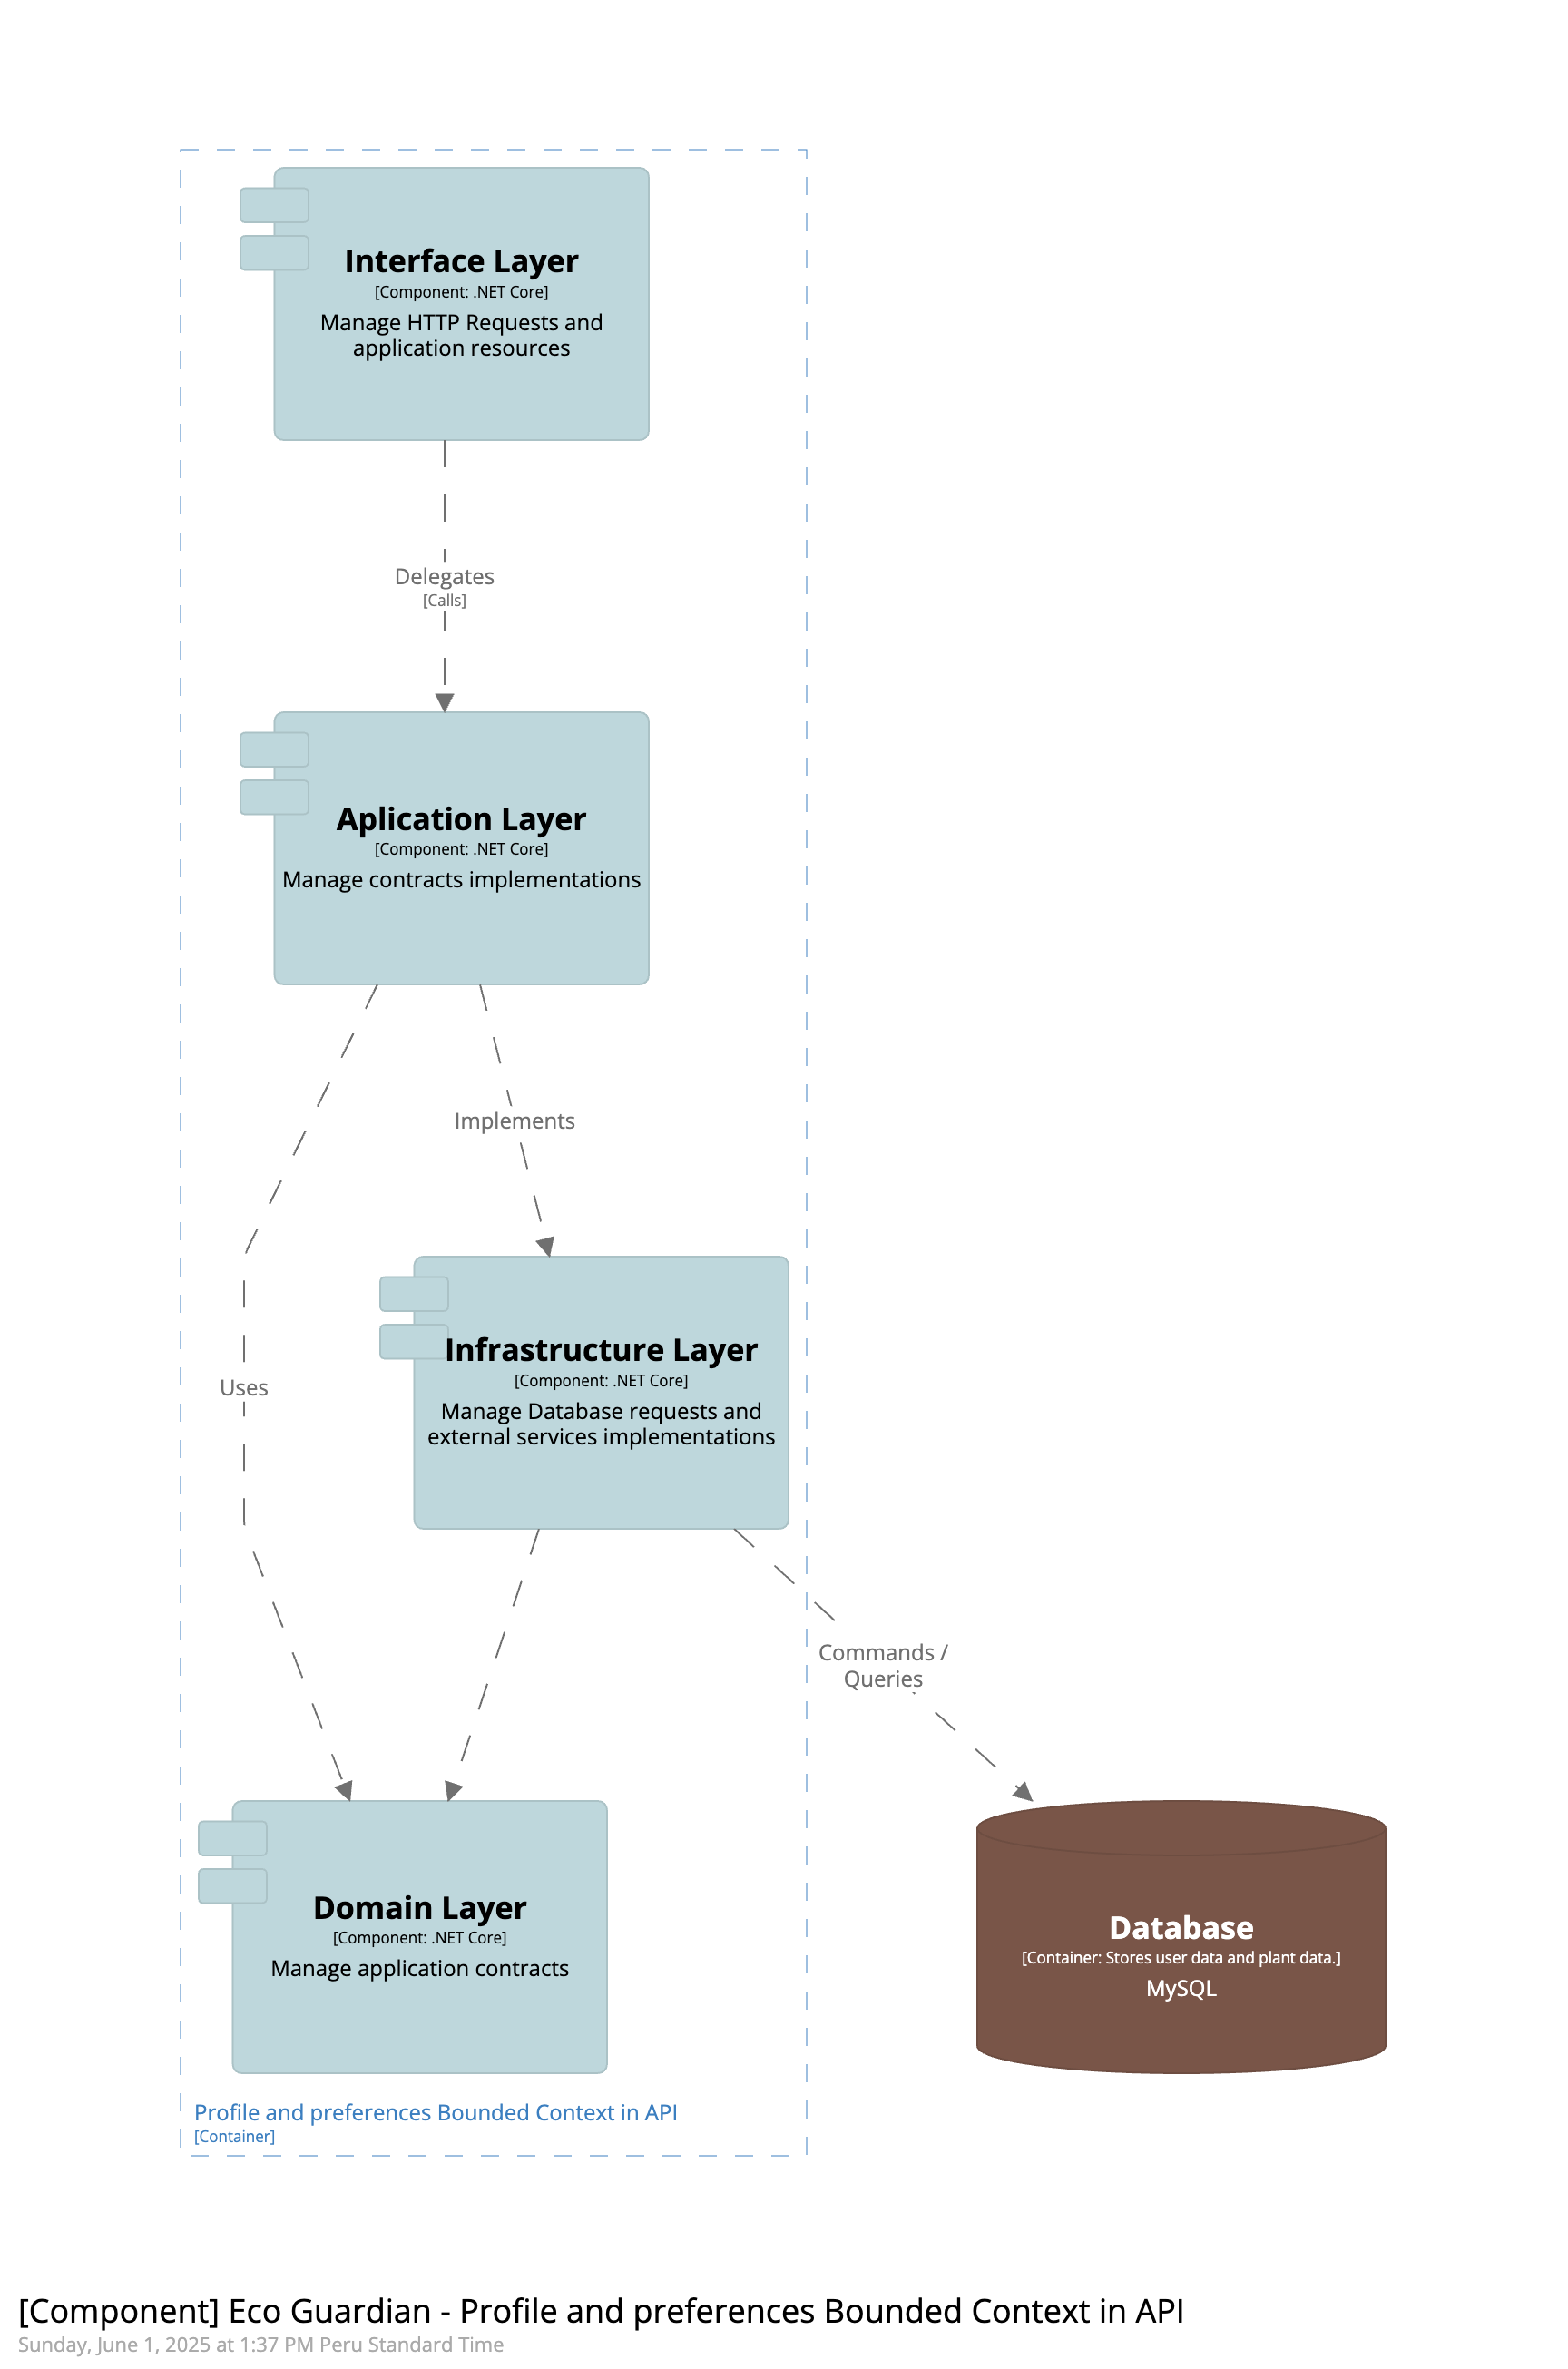 Interface Layer
[Component: .NET Core]
Manage HTTP Requests and
application resources
Delegates
[Calls]
Aplication Layer
[Component: .NET Core]
Manage contracts implementations
Implements
Infrastructure Layer
[Component: .NET Core]
Manage Database requests and
external services implementations
Uses
Commands /
Queries
Domain Layer
[Component: .NET Core]
Manage application contracts
Database
[Container: Stores user data and plant data.]
MySQL
Profile and preferences Bounded Context in API
[Container]
[Component] Eco Guardian - Profile and preferences Bounded Context in API
Sunday, June 1, 2025 at 1:37 PM Peru Standard Time